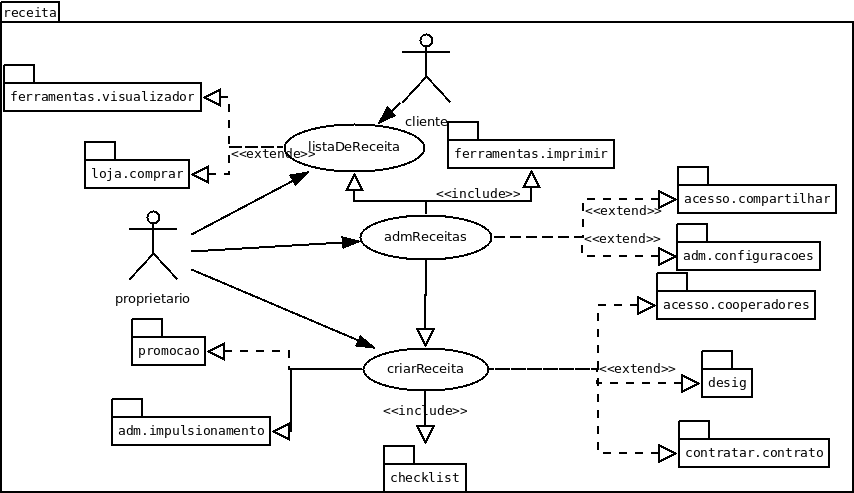 receita
ferramentas.visualizador
cliente
listaDeReceita
<<extende>>
ferramentas.imprimir
loja.comprar
<<include>>
acesso.compartilhar
<<extend>>
admReceitas
<<extend>>
adm.configuracoes
proprietario
acesso.cooperadores
promocao
criarReceita
<<extend>>
desig
<<include>>
adm.impulsionamento
contratar.contrato
checklist